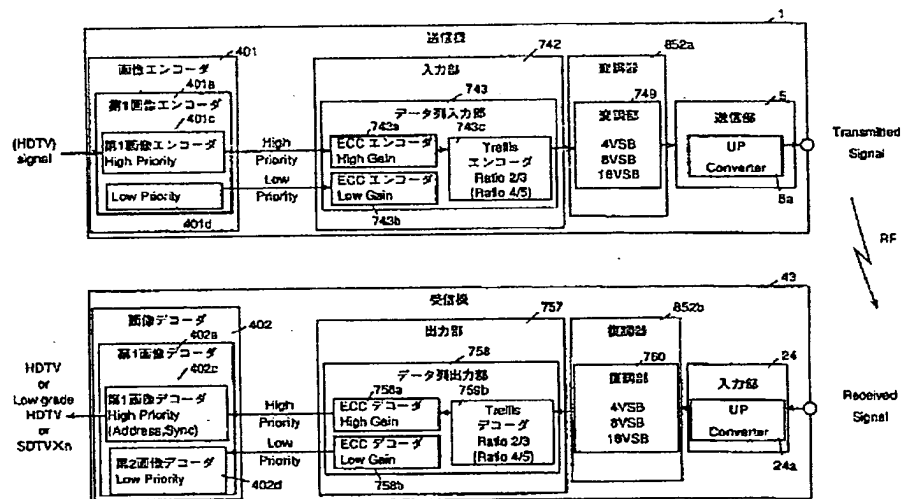 1
送信機
401
画像エンコーダ
401a
第1画像エンコーダ
401c
第1画像エンコーダ
High Priority
Low Priority
401d
(HDTV)
signal
High
Priority
Low
Priority
742
入力部
743
データ列入力部
743a
743c
ECC エンコーダ
High Gain
ECC エンコーダ
Low Gain
743b
Trellis
エンコーダ
Ratio 2/3
(Ratio 4/5)
852a
変調部
749
変調部
4VSB
8VSB
16VSB
5
送信部
UP
Converter
5a
Transmitted
Signal
RF
43
受信機
画像デコーダ
402
402a
第1画像デコーダ
402c
第1画像デコーダ
High Priority
(Address,Sync)
第2画像デコーダ
Low Priority
402d
HDTV
or
Low grade
HDTV
or
SDTV×n
High
Priority
Low
Priority
757
出力部
758
データ列出力部
758a
759b
ECC デコーダ
High Gain
ECC デコーダ
Low Gain
758b
Trellis
デコーダ
Ratio 2/3
(Ratio 4/5)
852b
復調器
760
復調部
4VSB
8VSB
16VSB
24
入力部
UP
Converter
24a
Received
Signal